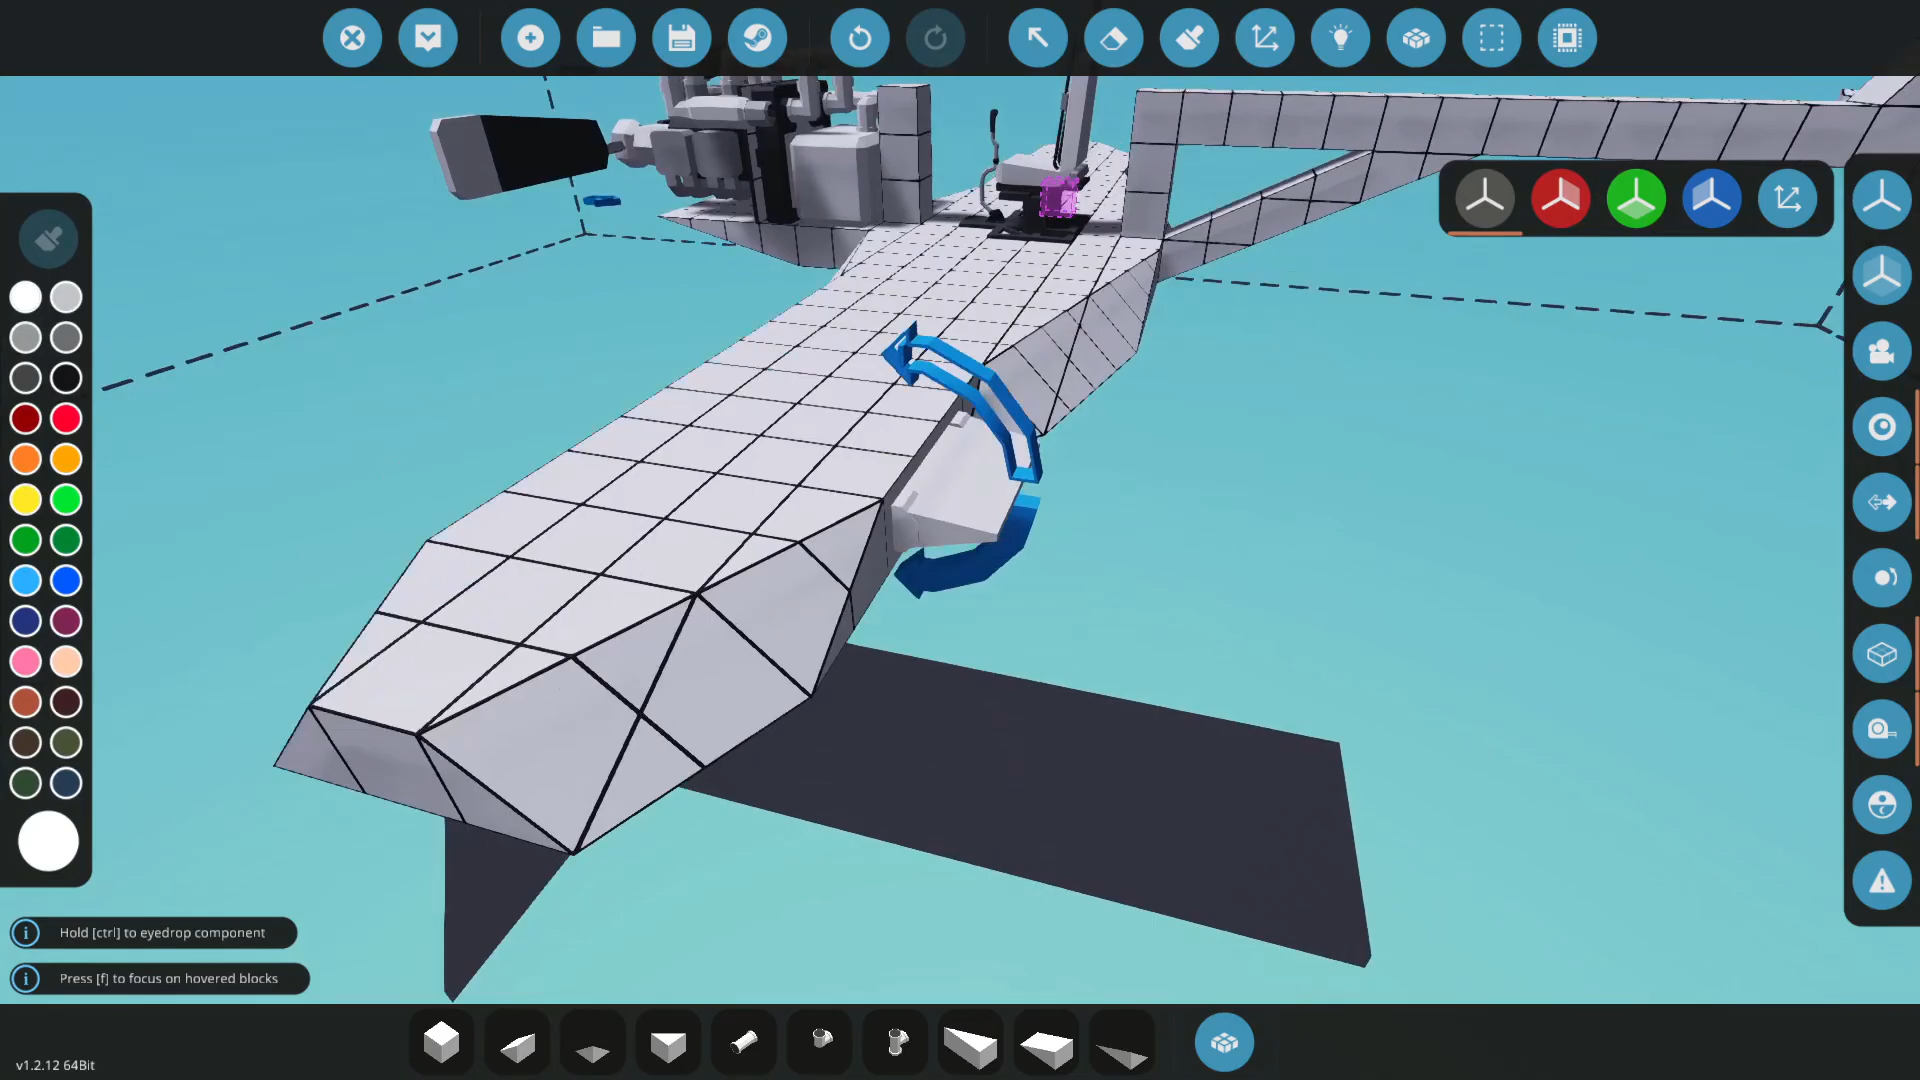 Hold [ctrl] to eyedrop component
Press [f] to focus on hovered blocks
v1.2.12 64Bit